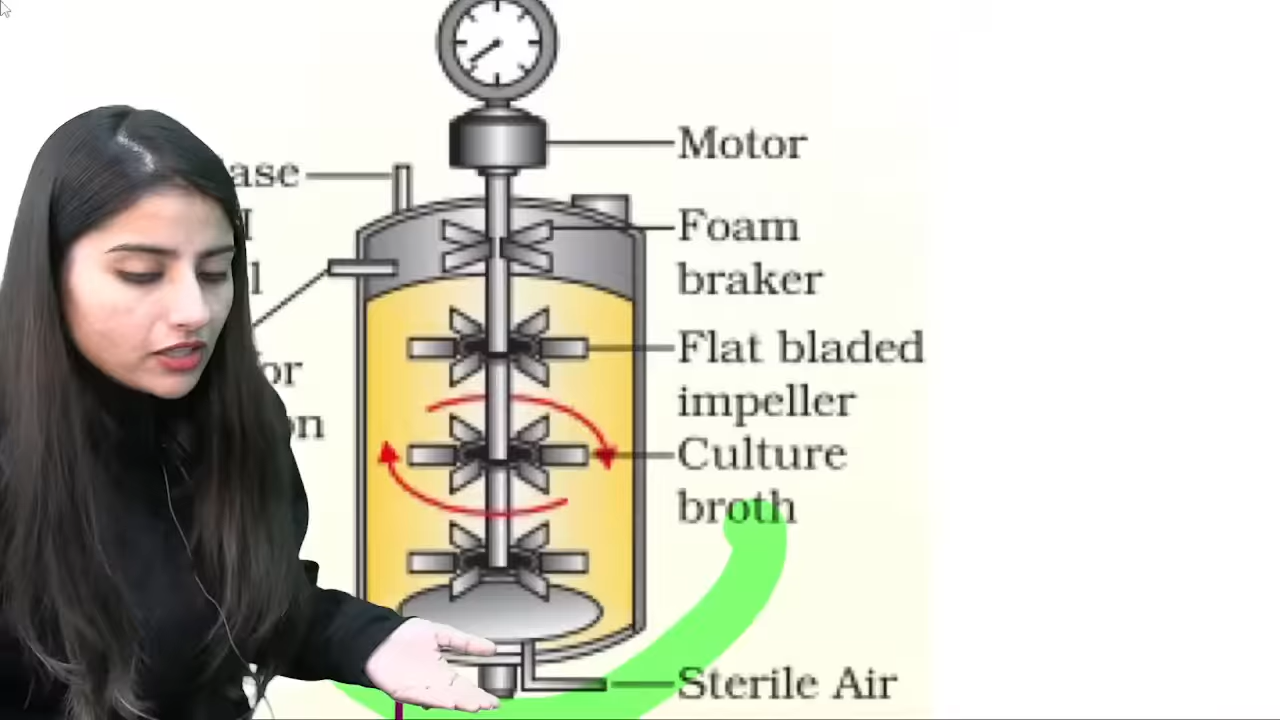 Motor
Foam
braker
Flat bladed
impeller
Culture
broth
Sterile Air